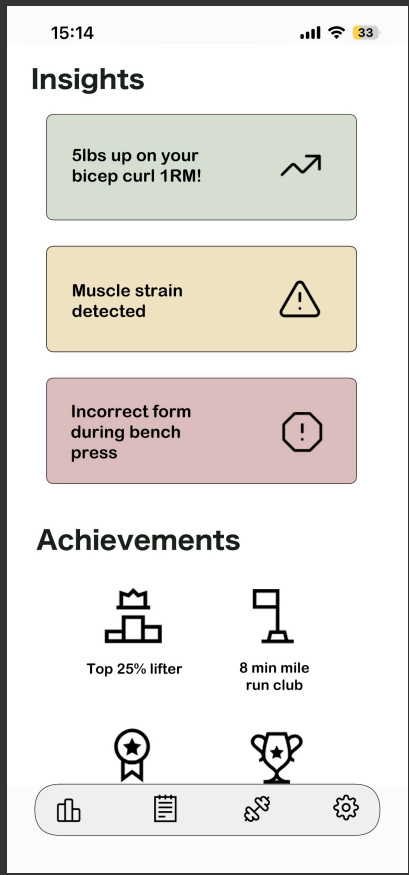 15:14
33
Insights
5lbs up on your
bicep curl 1RM!
Muscle strain
detected
Incorrect form
during bench
press
Achievements
Top 25% lifter
8 min mile
run club